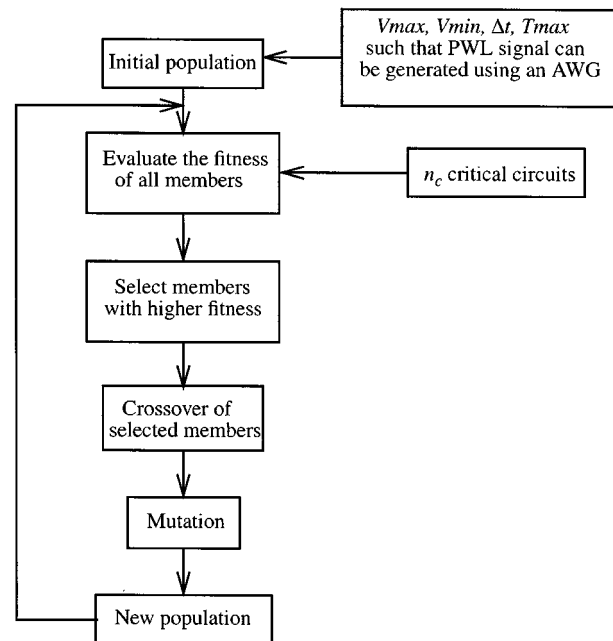 Initial population
Vmax, Vmin, Δt, Tmax
such that PWL signal can
be generated using an AWG
Evaluate the fitness
of all members
n_c critical circuits
Select members
with higher fitness
Crossover of
selected members
Mutation
New population